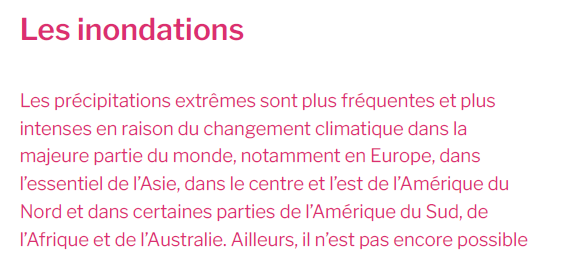 Les inondations
Les précipitations extrêmes sont plus fréquentes et plus
intenses en raison du changement climatique dans la
majeure partie du monde, notamment en Europe, dans
l’essentiel de l’Asie, dans le centre et l’est de l’Amérique du
Nord et dans certaines parties de l’Amérique du Sud, de
l’Afrique et de l’Australie. Ailleurs, il n’est pas encore possible